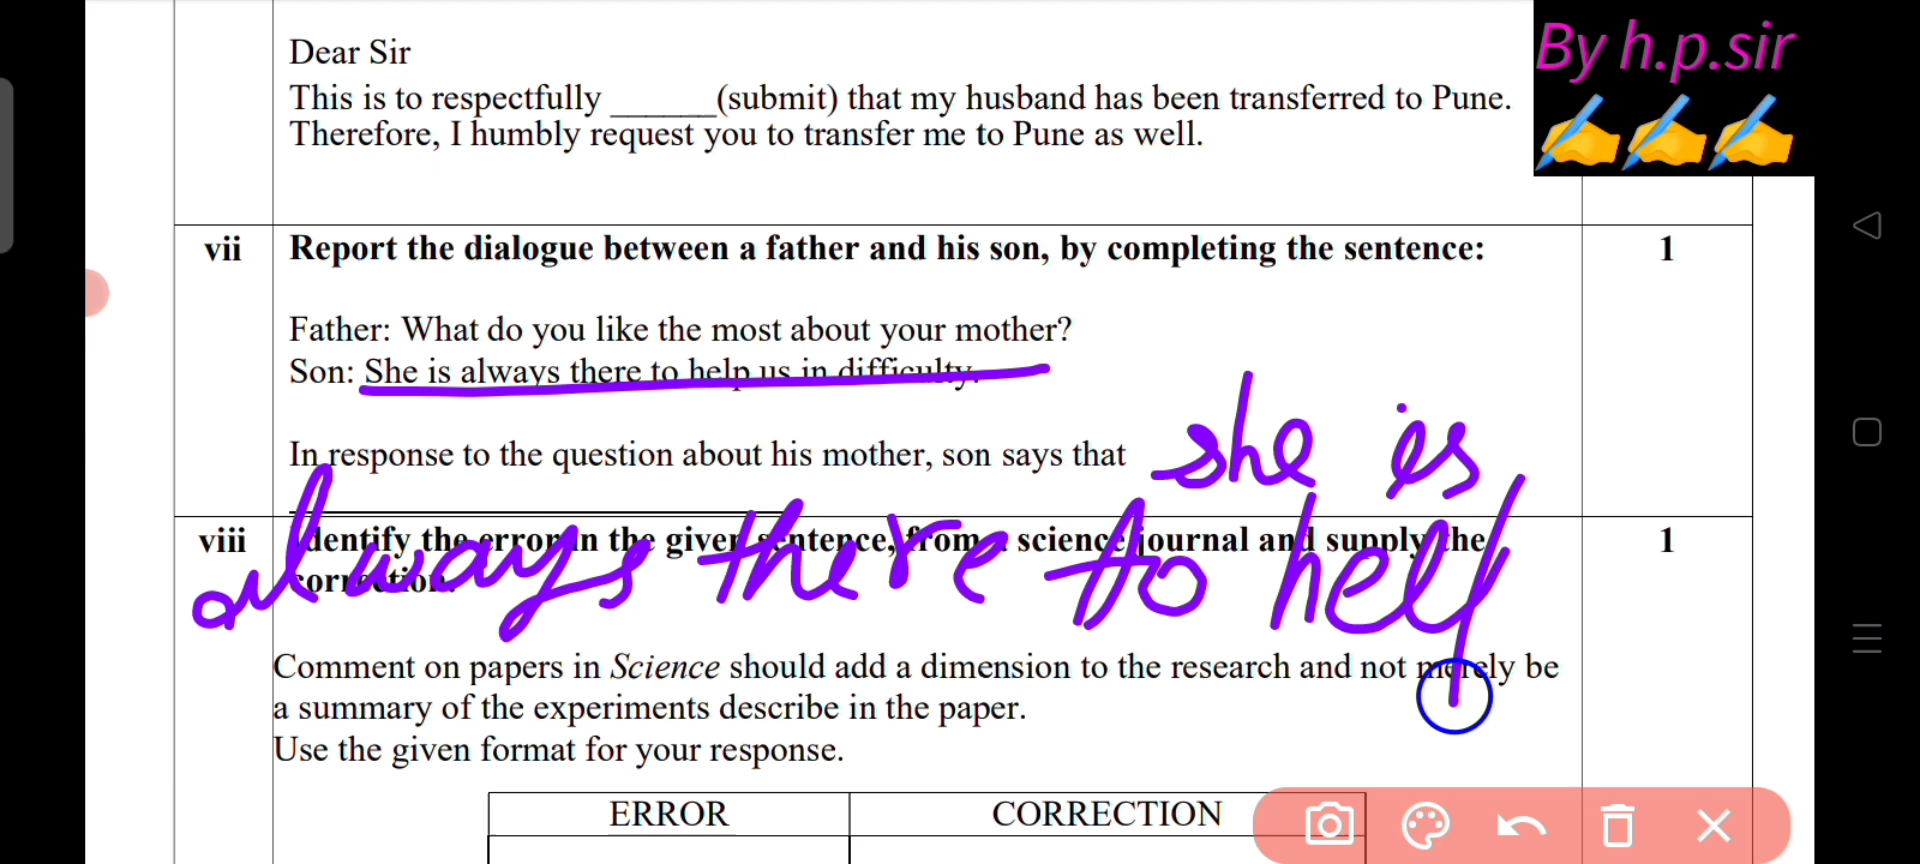 Dear Sir
This is to respectfully ______(submit) that my husband has been transferred to Pune.
Therefore, I humbly request you to transfer me to Pune as well.
By h.p.sir
✍✍✍
vii Report the dialogue between a father and his son, by completing the sentence: 1
Father: What do you like the most about your mother?
Son: She is always there to help us in difficulty.
In response to the question about his mother, son says that she is
always there to help
viii Identify the error in the given sentence, from a science journal and supply the 1
correction.
Comment on papers in Science should add a dimension to the research and not merely be
a summary of the experiments describe in the paper.
Use the given format for your response.
ERROR CORRECTION